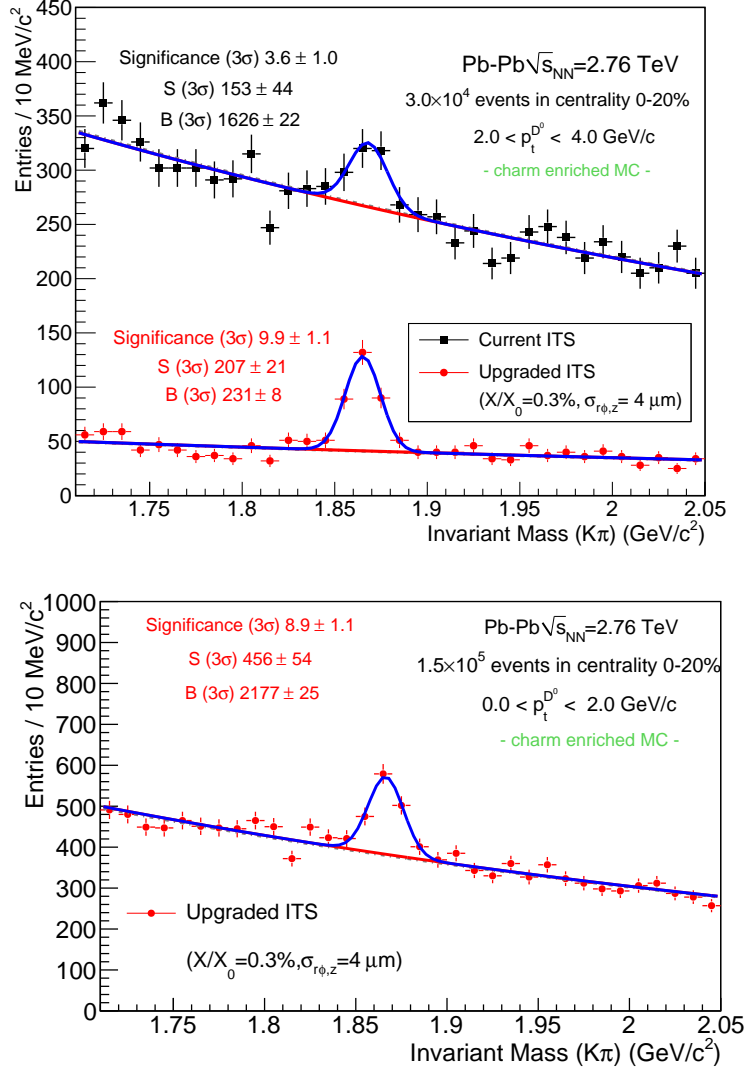 Entries / 10 MeV/c²
450
400
350
300
250
200
150
100
50
0
Significance (3σ) 3.6 ± 1.0
S (3σ) 153 ± 44
B (3σ) 1626 ± 22
Pb-Pb√s_NN=2.76 TeV
3.0×10⁴ events in centrality 0-20%
2.0 < p_t^{D⁰} < 4.0 GeV/c
- charm enriched MC -
Significance (3σ) 9.9 ± 1.1
S (3σ) 207 ± 21
B (3σ) 231 ± 8
Current ITS
Upgraded ITS
(X/X₀=0.3%, σ_{rφ,z}= 4 μm)
1.75 1.8 1.85 1.9 1.95 2 2.05
Invariant Mass (Kπ) (GeV/c²)
Entries / 10 MeV/c²
1000
900
800
700
600
500
400
300
200
100
0
Significance (3σ) 8.9 ± 1.1
S (3σ) 456 ± 54
B (3σ) 2177 ± 25
Pb-Pb√s_NN=2.76 TeV
1.5×10⁵ events in centrality 0-20%
0.0 < p_t^{D⁰} < 2.0 GeV/c
- charm enriched MC -
Upgraded ITS
(X/X₀=0.3%,σ_{rφ,z}=4 μm)
1.75 1.8 1.85 1.9 1.95 2 2.05
Invariant Mass (Kπ) (GeV/c²)